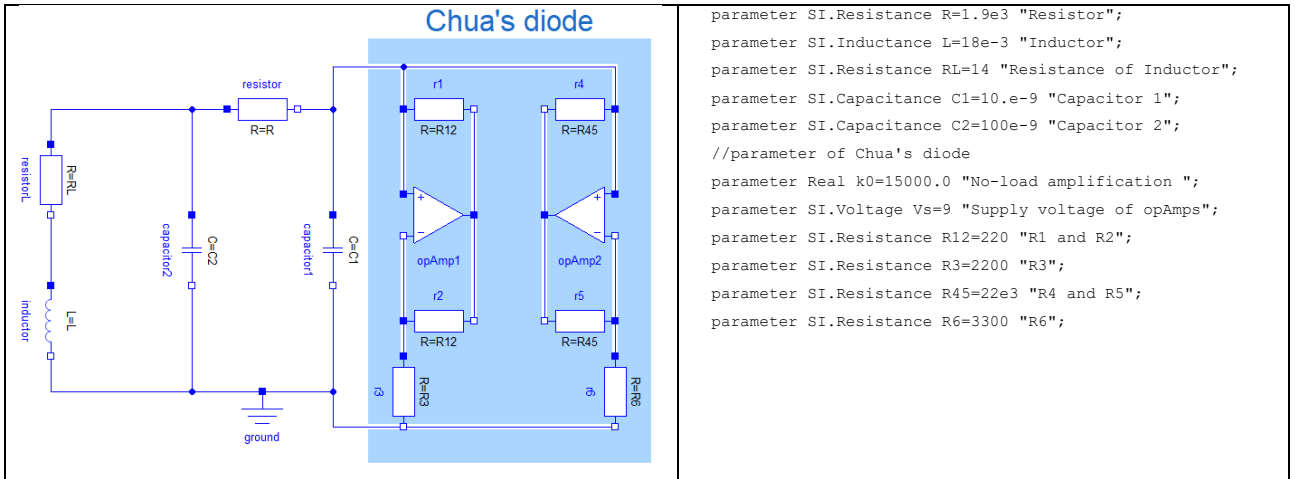 Chua's diode
resistor
R=R
r1
R=R12
r4
R=R45
R=RL
resistorL
C=C2
capacitor2
C=C1
capacitor1
+
−
opAmp1
+
−
opAmp2
L=L
inductor
r2
R=R12
r5
R=R45
R=R3
r3
R=R6
r6
ground
parameter SI.Resistance R=1.9e3 "Resistor";
parameter SI.Inductance L=18e-3 "Inductor";
parameter SI.Resistance RL=14 "Resistance of Inductor";
parameter SI.Capacitance C1=10.e-9 "Capacitor 1";
parameter SI.Capacitance C2=100e-9 "Capacitor 2";
//parameter of Chua's diode
parameter Real k0=15000.0 "No-load amplification ";
parameter SI.Voltage Vs=9 "Supply voltage of opAmps";
parameter SI.Resistance R12=220 "R1 and R2";
parameter SI.Resistance R3=2200 "R3";
parameter SI.Resistance R45=22e3 "R4 and R5";
parameter SI.Resistance R6=3300 "R6";